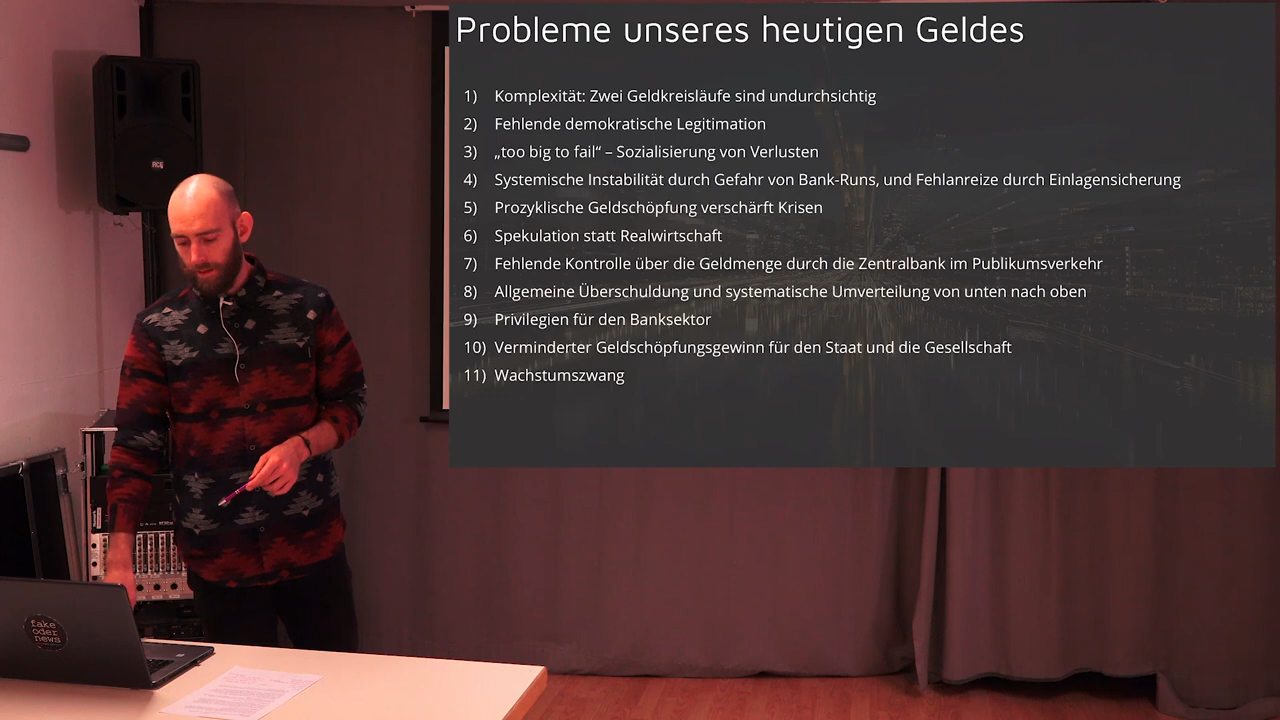 Probleme unseres heutigen Geldes
1) Komplexität: Zwei Geldkreisläufe sind undurchsichtig
2) Fehlende demokratische Legitimation
3) „too big to fail“ – Sozialisierung von Verlusten
4) Systemische Instabilität durch Gefahr von Bank-Runs, und Fehlanreize durch Einlagensicherung
5) Prozyklische Geldschöpfung verschärft Krisen
6) Spekulation statt Realwirtschaft
7) Fehlende Kontrolle über die Geldmenge durch die Zentralbank im Publikumsverkehr
8) Allgemeine Überschuldung und systematische Umverteilung von unten nach oben
9) Privilegien für den Banksektor
10) Verminderter Geldschöpfungsgewinn für den Staat und die Gesellschaft
11) Wachstumszwang
RCF
fake
oder
news